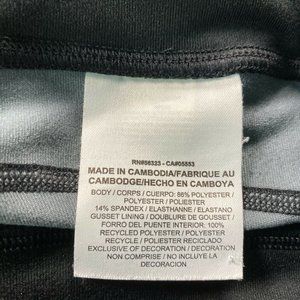 RN#56323 - CA#05553
MADE IN CAMBODIA/FABRIQUE AU
CAMBODGE/HECHO EN CAMBOYA
BODY / CORPS / CUERPO: 86% POLYESTER /
POLYESTER / POLIESTER
14% SPANDEX / ELASTHANNE / ELASTANO
GUSSET LINING / DOUBLURE DE GOUSSET /
FORRO DEL PUENTE INTERIOR: 100%
RECYCLED POLYESTER / POLYESTER
RECYCLE / POLIESTER RECICLADO
EXCLUSIVE OF DECORATION / DECORATION
NON COMPRISE / NO INCLUYE LA
DECORACION